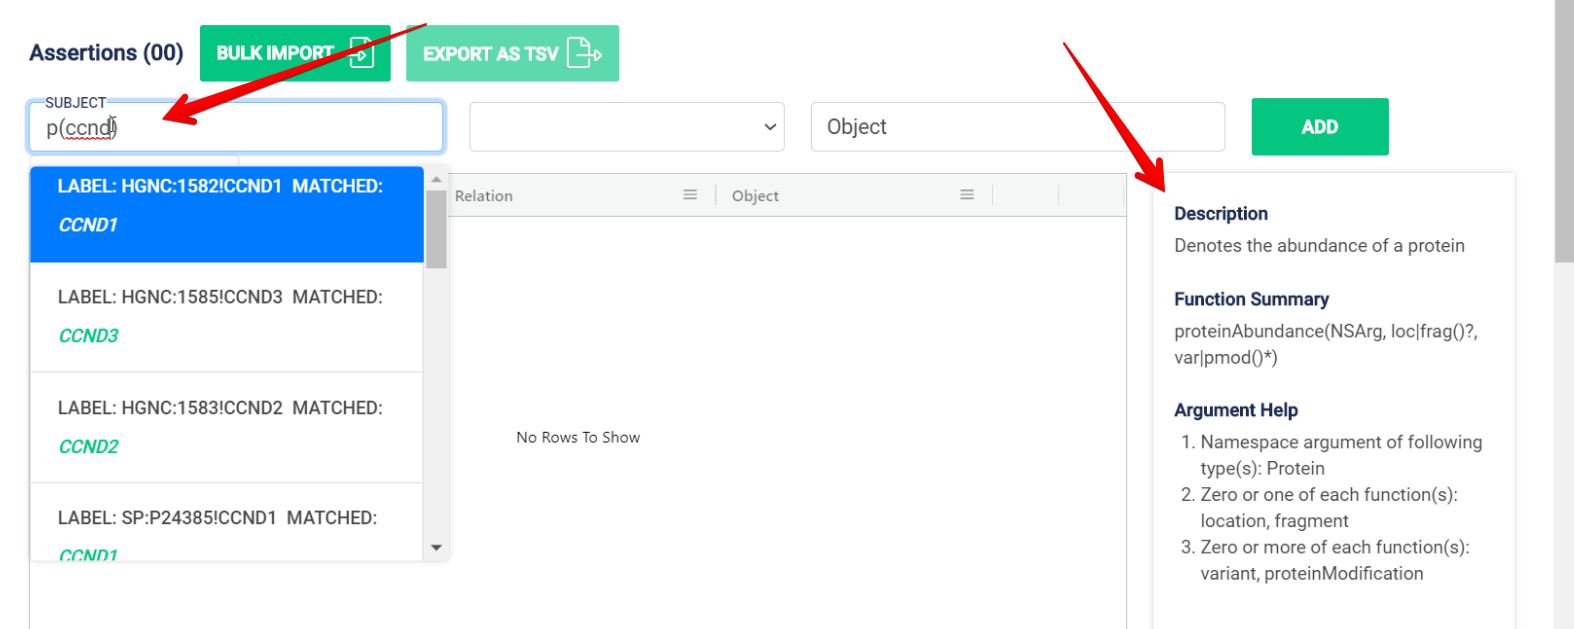 Assertions (00)
BULK IMPORT
EXPORT AS TSV
SUBJECT
p(ccnd)
Object
ADD
LABEL: HGNC:1582!CCND1 MATCHED:
CCND1
LABEL: HGNC:1585!CCND3 MATCHED:
CCND3
LABEL: HGNC:1583!CCND2 MATCHED:
CCND2
LABEL: SP:P24385!CCND1 MATCHED:
CCND1
Relation
Object
No Rows To Show
Description
Denotes the abundance of a protein
Function Summary
proteinAbundance(NSArg, loc|frag()?,
var|pmod()*)
Argument Help
1. Namespace argument of following
type(s): Protein
2. Zero or one of each function(s):
location, fragment
3. Zero or more of each function(s):
variant, proteinModification